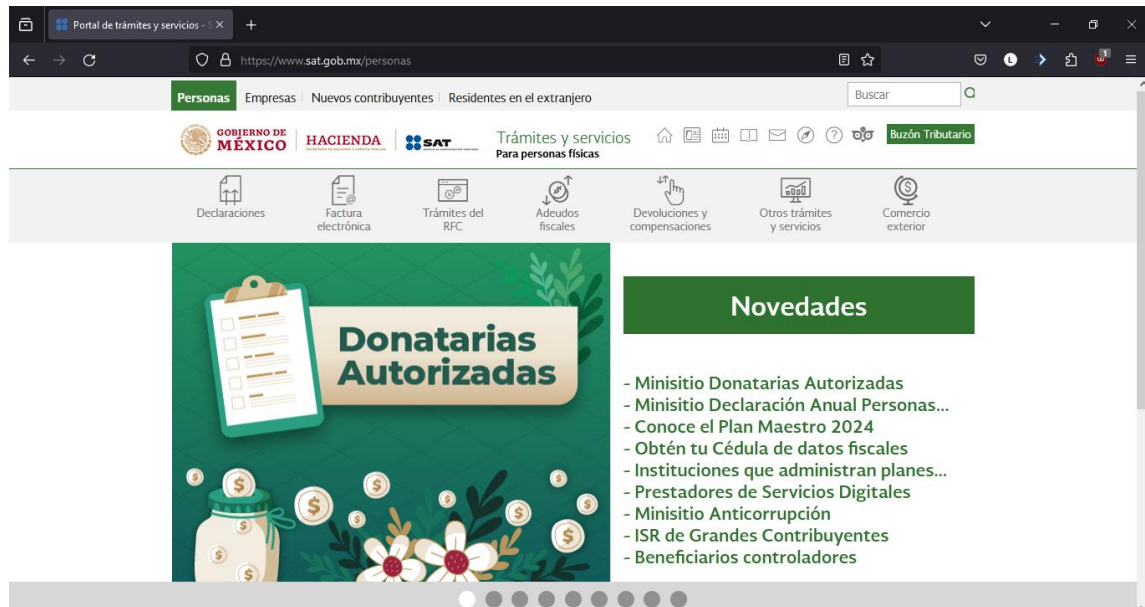 Portal de trámites y servicios - S
https://www.sat.gob.mx/personas
L
1
Personas Empresas Nuevos contribuyentes Residentes en el extranjero
Buscar
GOBIERNO DE
MÉXICO
HACIENDA
SAT
Trámites y servicios
Para personas físicas
?
Buzón Tributario
Declaraciones
Factura
electrónica
Trámites del
RFC
Adeudos
fiscales
Devoluciones y
compensaciones
Otros trámites
y servicios
Comercio
exterior
Donatarias
Autorizadas
Novedades
- Minisitio Donatarias Autorizadas
- Minisitio Declaración Anual Personas...
- Conoce el Plan Maestro 2024
- Obtén tu Cédula de datos fiscales
- Instituciones que administran planes...
- Prestadores de Servicios Digitales
- Minisitio Anticorrupción
- ISR de Grandes Contribuyentes
- Beneficiarios controladores